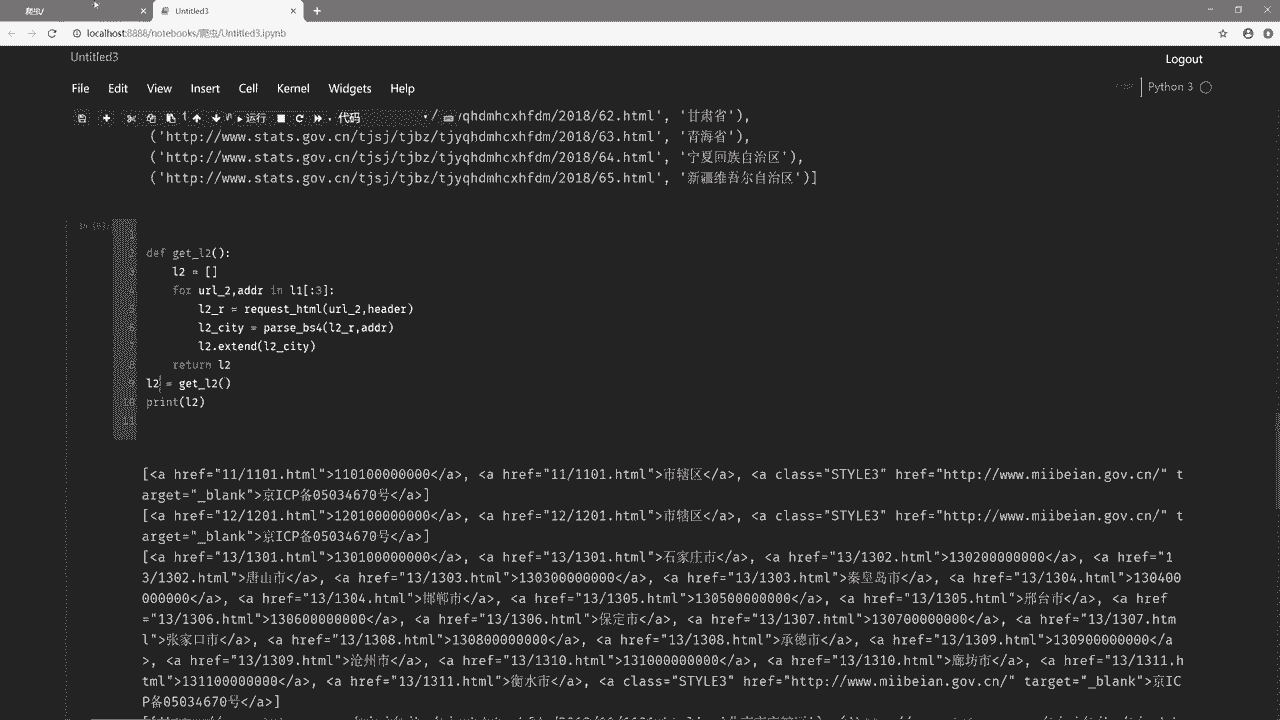 爬虫/
Untitled3
localhost:8888/notebooks/爬虫/Untitled3.ipynb
Untitled3
Logout
File Edit View Insert Cell Kernel Widgets Help
Python 3
运行 代码
/qhdmhcxhfdm/2018/62.html', '甘肃省'),
('http://www.stats.gov.cn/tjsj/tjbz/tjyqhdmhcxhfdm/2018/63.html', '青海省'),
('http://www.stats.gov.cn/tjsj/tjbz/tjyqhdmhcxhfdm/2018/64.html', '宁夏回族自治区'),
('http://www.stats.gov.cn/tjsj/tjbz/tjyqhdmhcxhfdm/2018/65.html', '新疆维吾尔自治区')]
def get_l2():
l2 = []
for url_2,addr in l1[:3]:
l2_r = request_html(url_2,header)
l2_city = parse_bs4(l2_r,addr)
l2.extend(l2_city)
return l2
l2 = get_l2()
10 print(l2)
11
[<a href="11/1101.html">110100000000</a>, <a href="11/1101.html">市辖区</a>, <a class="STYLE3" href="http://www.miibeian.gov.cn/" t
arget="_blank">京ICP备05034670号</a>]
[<a href="12/1201.html">120100000000</a>, <a href="12/1201.html">市辖区</a>, <a class="STYLE3" href="http://www.miibeian.gov.cn/" t
arget="_blank">京ICP备05034670号</a>]
[<a href="13/1301.html">130100000000</a>, <a href="13/1301.html">石家庄市</a>, <a href="13/1302.html">130200000000</a>, <a href="1
3/1302.html">唐山市</a>, <a href="13/1303.html">130300000000</a>, <a href="13/1303.html">秦皇岛市</a>, <a href="13/1304.html">130400
000000</a>, <a href="13/1304.html">邯郸市</a>, <a href="13/1305.html">130500000000</a>, <a href="13/1305.html">邢台市</a>, <a href
="13/1306.html">130600000000</a>, <a href="13/1306.html">保定市</a>, <a href="13/1307.html">130700000000</a>, <a href="13/1307.htm
l">张家口市</a>, <a href="13/1308.html">130800000000</a>, <a href="13/1308.html">承德市</a>, <a href="13/1309.html">130900000000</a
>, <a href="13/1309.html">沧州市</a>, <a href="13/1310.html">131000000000</a>, <a href="13/1310.html">廊坊市</a>, <a href="13/1311.h
tml">131100000000</a>, <a href="13/1311.html">衡水市</a>, <a class="STYLE3" href="http://www.miibeian.gov.cn/" target="_blank">京IC
P备05034670号</a>]